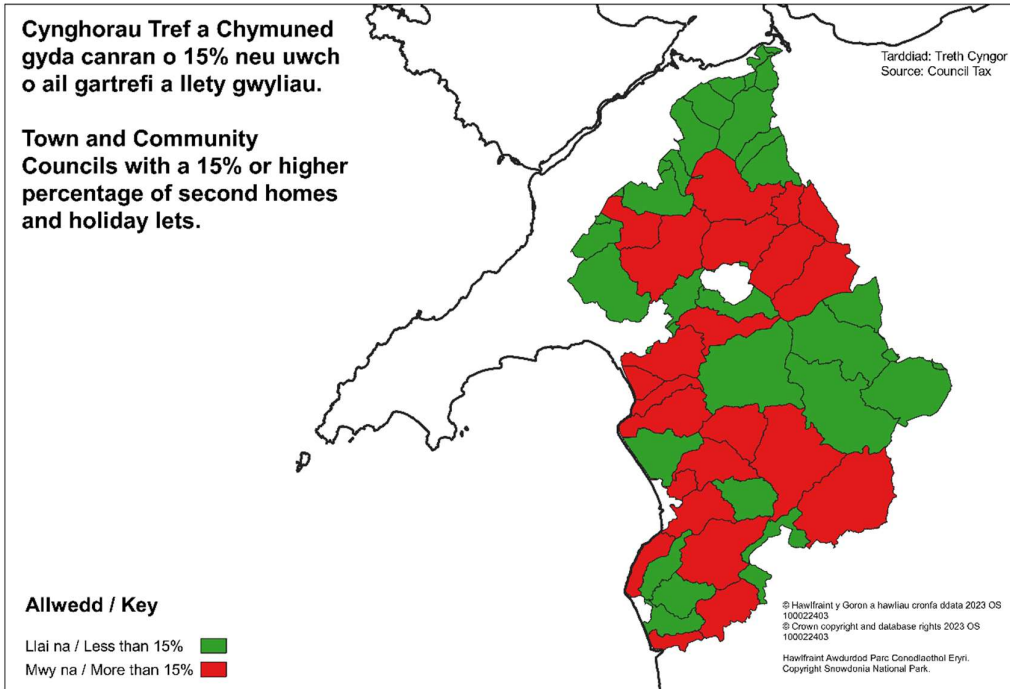 Cynghorau Tref a Chymuned
gyda canran o 15% neu uwch
o ail gartrefi a llety gwyliau.
Town and Community
Councils with a 15% or higher
percentage of second homes
and holiday lets.
Tarddiad: Treth Cyngor
Source: Council Tax
Allwedd / Key
Llai na / Less than 15%
Mwy na / More than 15%
© Hawlfraint y Goron a hawliau cronfa ddata 2023 OS
100022403
© Crown copyright and database rights 2023 OS
100022403
Hawlfraint Awdurdod Parc Cenedlaethol Eryri.
Copyright Snowdonia National Park.